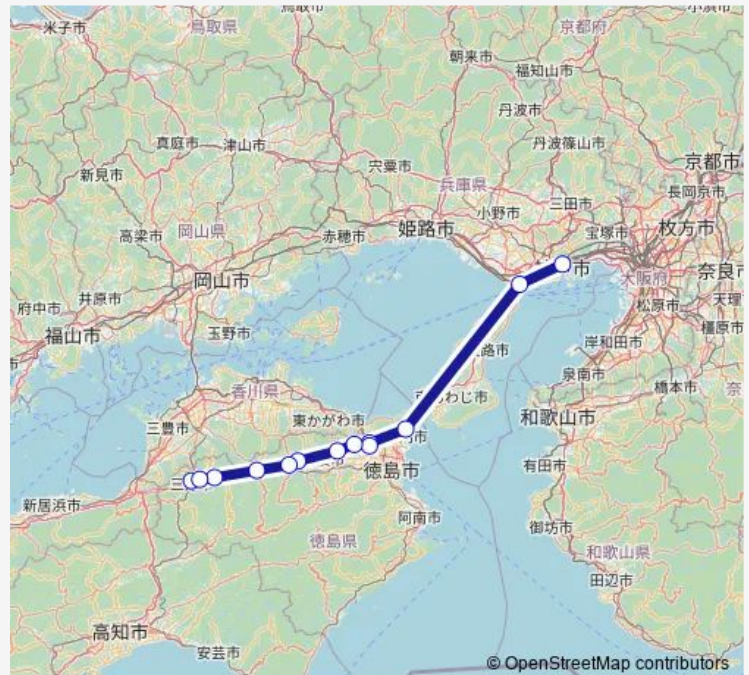 鳥取市
米子市
鳥取県
京都府
朝来市
福知山市
丹波市
真庭市
津山市
丹波篠山市
宍粟市
京都市
新見市
兵庫県
長岡京市
小野市
三田市
高梁市
岡山県
赤穂市
姫路市
宝塚市
枚方市
岡山市
市
大阪府
奈良市
府中市
井原市
松原市
天理
福山市
玉野市
橿原市
岸和田市
路市
泉南市
香川県
橋本市
奈
南あわじ市
三豊市
東かがわ市
和歌山市
市
徳島市
有田市
三
新居浜市
阿南市
御坊市
徳島県
和歌山県
田辺市
高知市
安芸市
© OpenStreetMap contributors